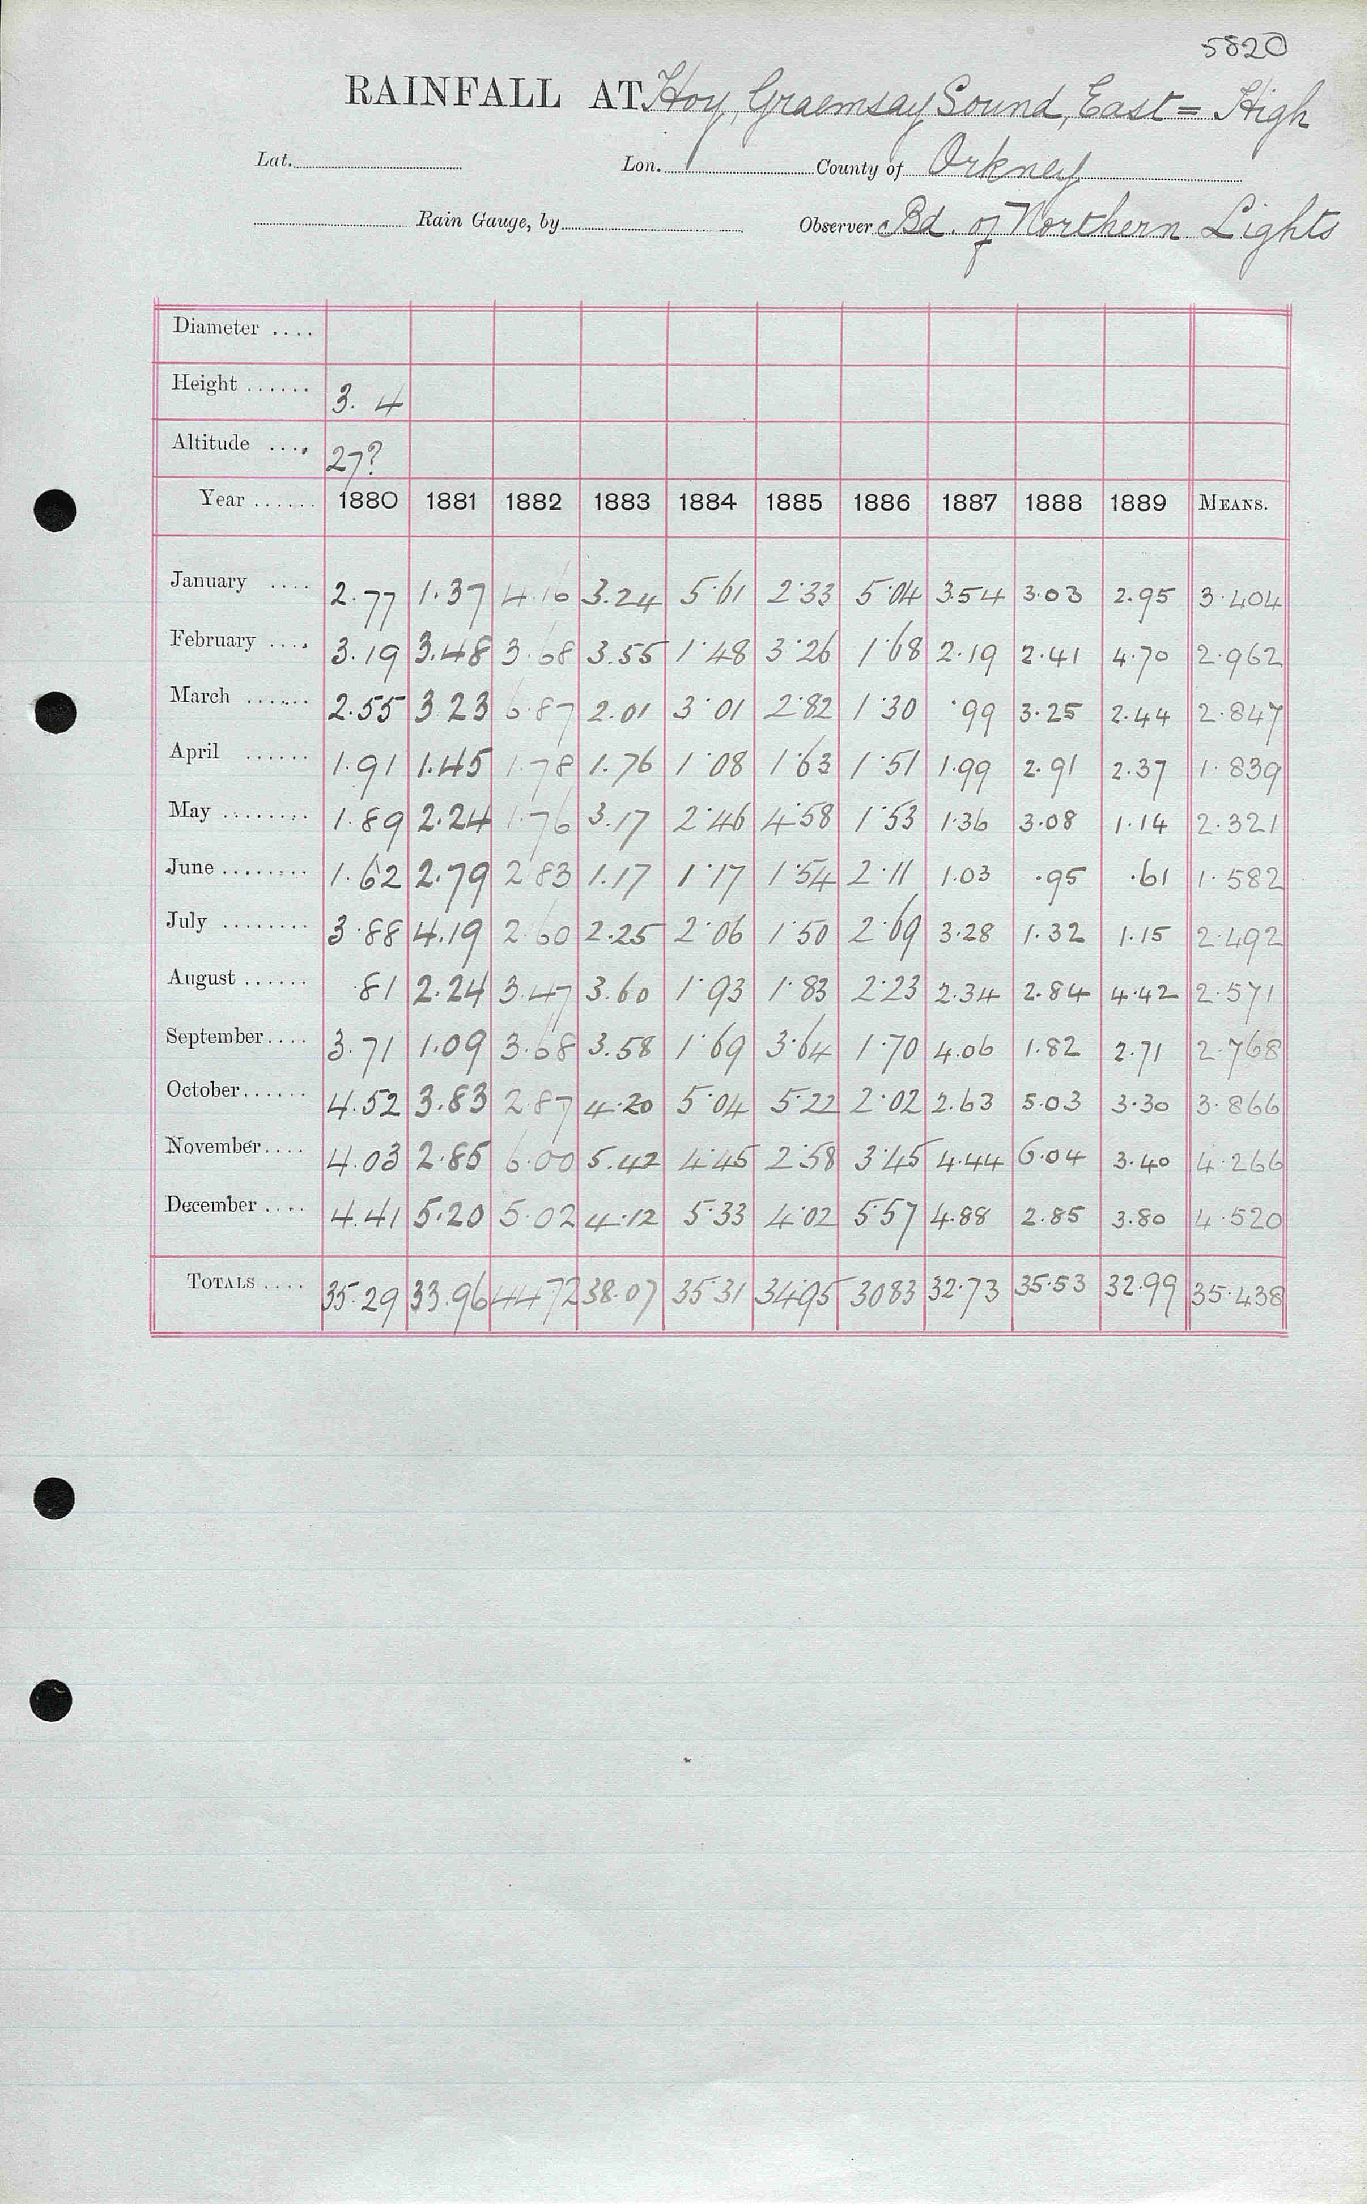 5820
RAINFALL AT Hoy, Graemsay Sound, East = High
Lat. Lon. County of Orkney
Rain Gauge, by Observer Bd. of Northern Lights
Diameter ....
Height ...... 3. 4
Altitude .... 27?
Year ...... 1880 1881 1882 1883 1884 1885 1886 1887 1888 1889 MEANS.
January .... 2.77 1.37 4.16 3.24 5.61 2.33 5.04 3.54 3.03 2.95 3.404
February .... 3.19 3.48 3.68 3.55 1.48 3.26 1.68 2.19 2.41 4.70 2.962
March ...... 2.55 3.23 6.87 2.01 3.01 2.82 1.30 .99 3.25 2.44 2.847
April ...... 1.91 1.45 1.78 1.76 1.08 1.63 1.51 1.99 2.91 2.37 1.839
May ........ 1.89 2.24 1.76 3.17 2.46 4.58 1.53 1.36 3.08 1.14 2.321
June ........ 1.62 2.79 2.83 1.17 1.17 1.54 2.11 1.03 .95 .61 1.582
July ........ 3.88 4.19 2.60 2.25 2.06 1.50 2.69 3.28 1.32 1.15 2.492
August ...... .81 2.24 3.47 3.60 1.93 1.83 2.23 2.34 2.84 4.42 2.571
September.... 3.71 1.09 3.68 3.58 1.69 3.64 1.70 4.06 1.82 2.71 2.768
October...... 4.52 3.83 2.87 4.20 5.04 5.22 2.02 2.63 5.03 3.30 3.866
November.... 4.03 2.85 6.00 5.42 4.45 2.58 3.45 4.44 6.04 3.40 4.266
December .... 4.41 5.20 5.02 4.12 5.33 4.02 5.57 4.88 2.85 3.80 4.520
TOTALS .... 35.29 33.96 44.72 38.07 35.31 34.95 30.83 32.73 35.53 32.99 35.438